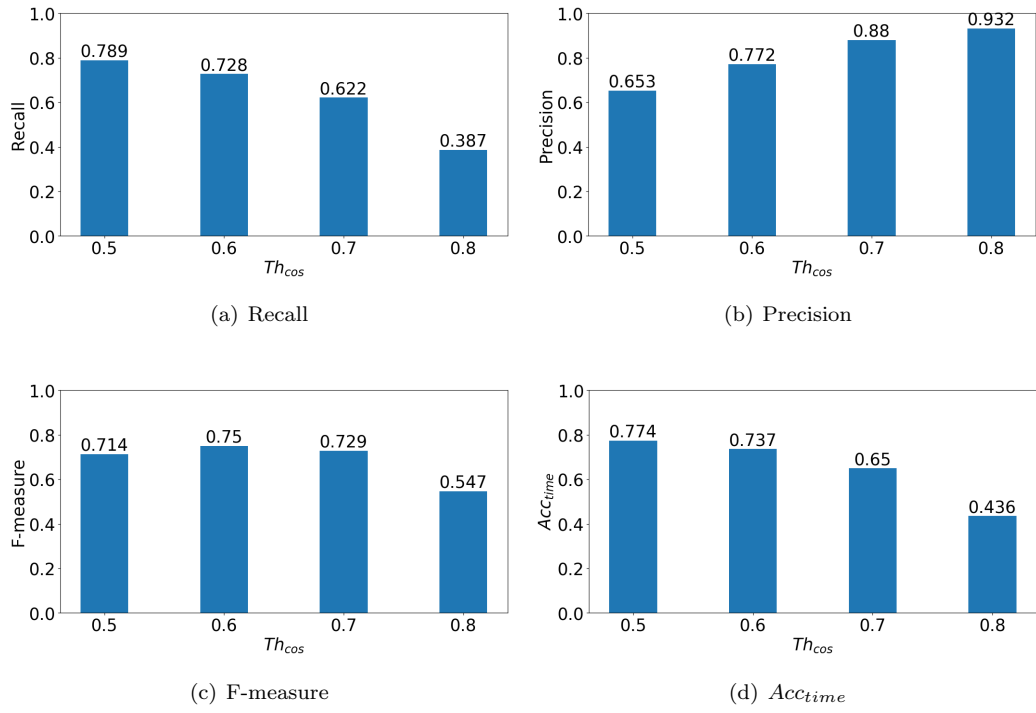 1.0
0.8
0.6
0.4
0.2
0.0
Recall
0.789
0.728
0.622
0.387
0.5 0.6 0.7 0.8
Th_cos
(a) Recall
1.0
0.8
0.6
0.4
0.2
0.0
Precision
0.653
0.772
0.88
0.932
0.5 0.6 0.7 0.8
Th_cos
(b) Precision
1.0
0.8
0.6
0.4
0.2
0.0
F-measure
0.714
0.75
0.729
0.547
0.5 0.6 0.7 0.8
Th_cos
(c) F-measure
1.0
0.8
0.6
0.4
0.2
0.0
Acc_time
0.774
0.737
0.65
0.436
0.5 0.6 0.7 0.8
Th_cos
(d) Acc_time